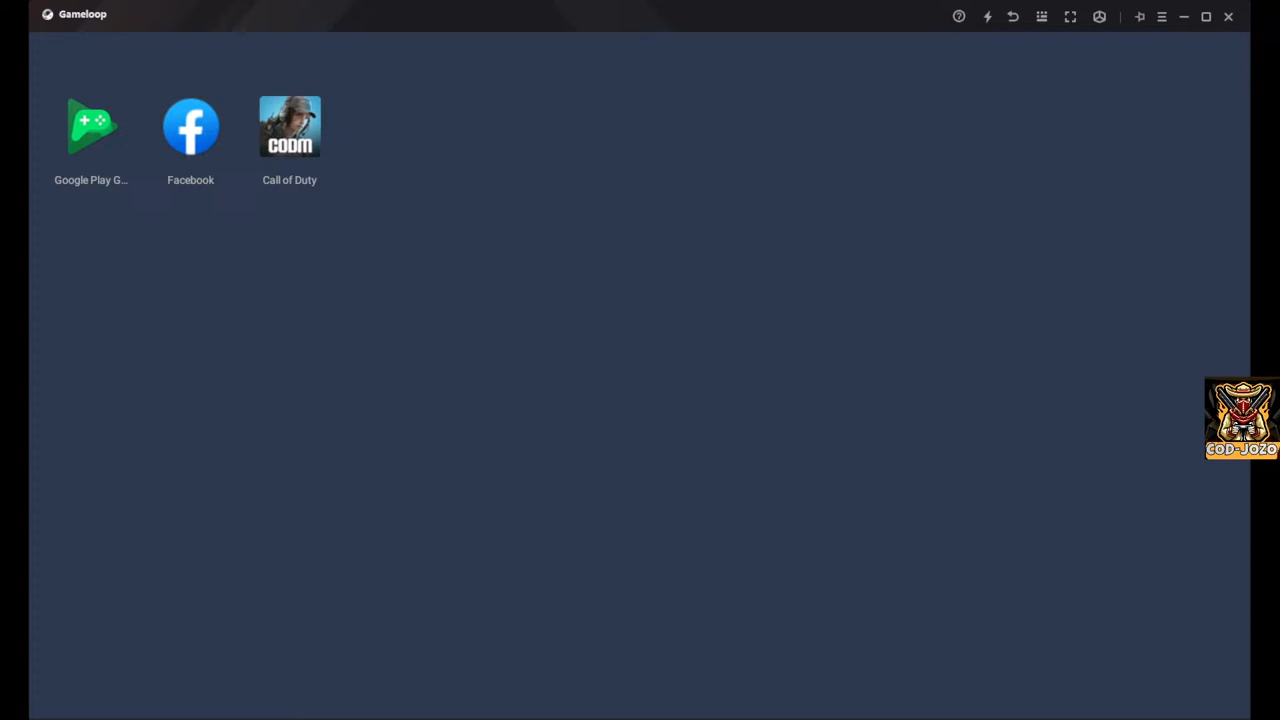 Gameloop
CODM
Google Play G...
Facebook
Call of Duty
COD-JOZO